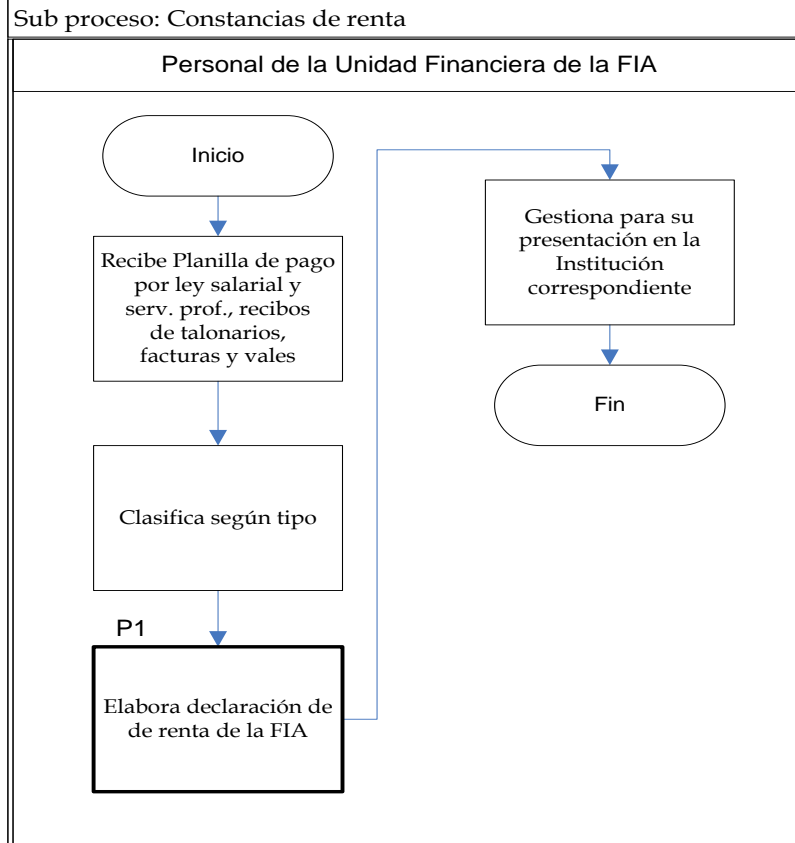 Sub proceso: Constancias de renta
Personal de la Unidad Financiera de la FIA
Inicio
Recibe Planilla de pago
por ley salarial y
serv. prof., recibos
de talonarios,
facturas y vales
Clasifica según tipo
P1
Elabora declaración de
de renta de la FIA
Gestiona para su
presentación en la
Institución
correspondiente
Fin